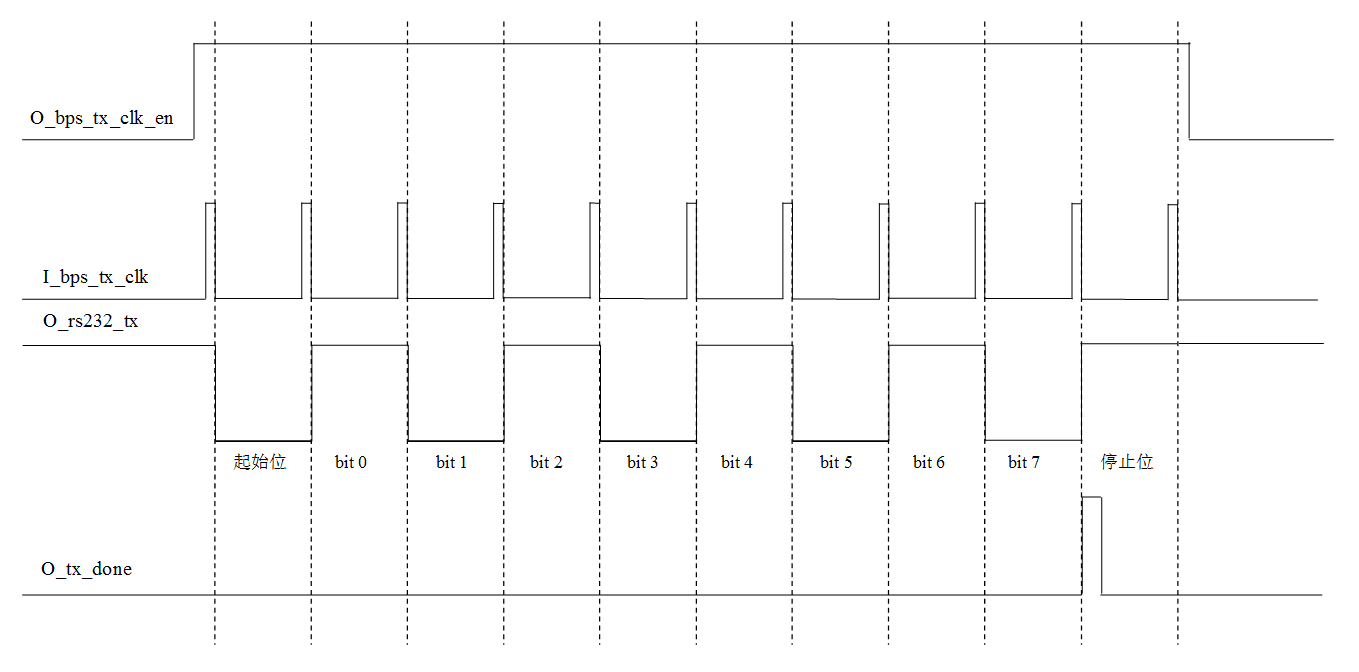 O_bps_tx_clk_en
I_bps_tx_clk
O_rs232_tx
起始位 bit 0 bit 1 bit 2 bit 3 bit 4 bit 5 bit 6 bit 7 停止位
O_tx_done